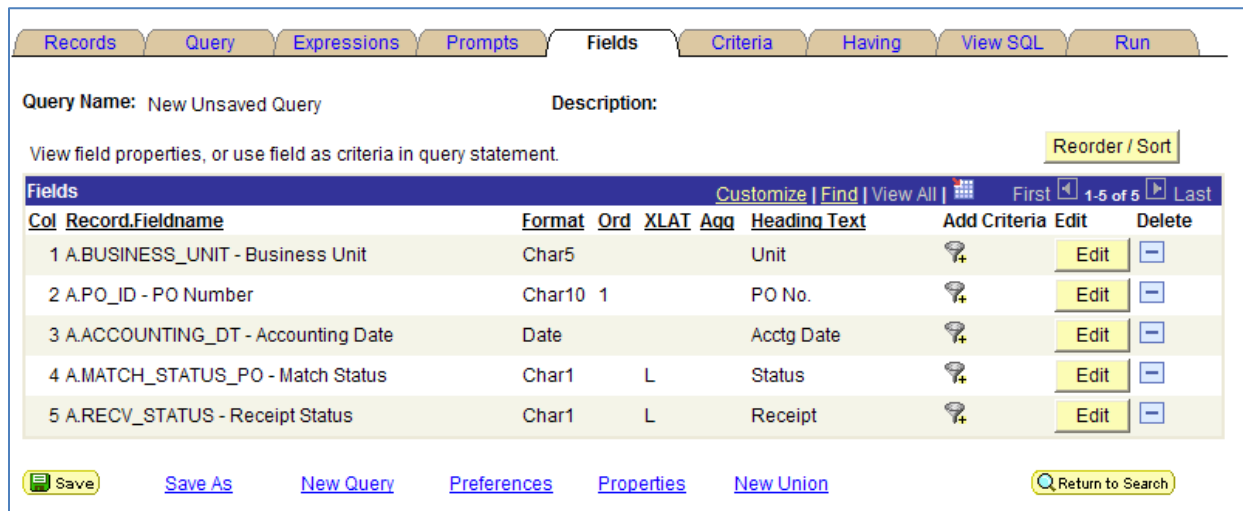 Records Query Expressions Prompts Fields Criteria Having View SQL Run
Query Name: New Unsaved Query Description:
View field properties, or use field as criteria in query statement. Reorder / Sort
Fields Customize | Find | View All | First 1-5 of 5 Last
Col Record.Fieldname Format Ord XLAT Agg Heading Text Add Criteria Edit Delete
1 A.BUSINESS_UNIT - Business Unit Char5 Unit Edit
2 A.PO_ID - PO Number Char10 1 PO No. Edit
3 A.ACCOUNTING_DT - Accounting Date Date Acctg Date Edit
4 A.MATCH_STATUS_PO - Match Status Char1 L Status Edit
5 A.RECV_STATUS - Receipt Status Char1 L Receipt Edit
Save Save As New Query Preferences Properties New Union Return to Search